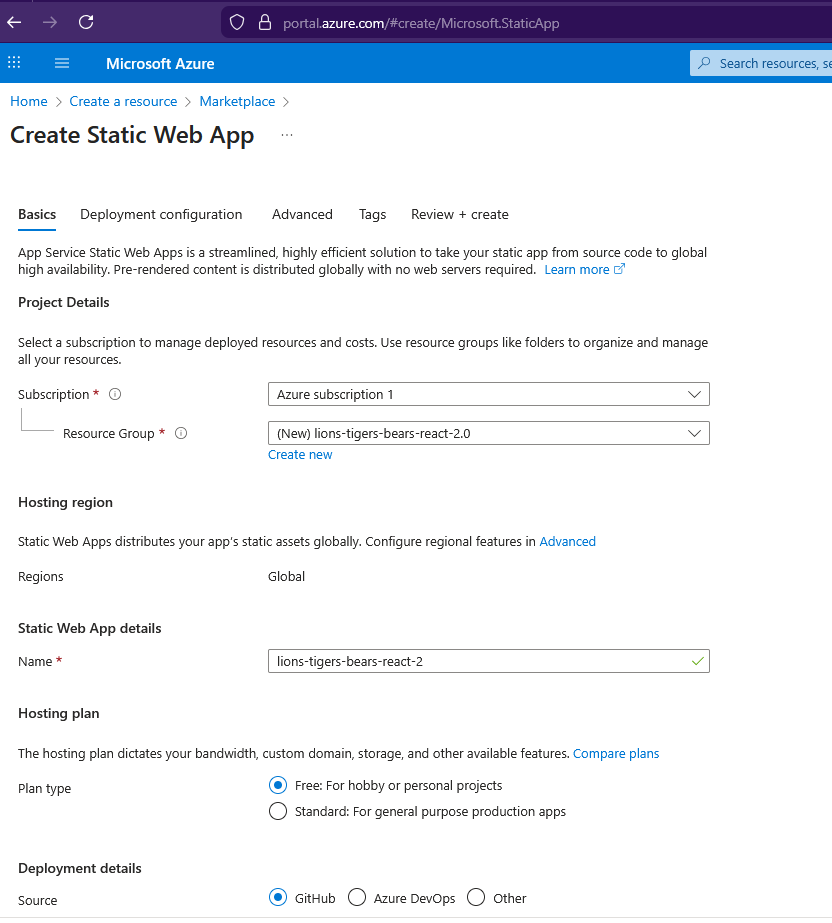 portal.azure.com/#create/Microsoft.StaticApp
Microsoft Azure
Search resources, se
Home > Create a resource > Marketplace >
Create Static Web App ...
Basics Deployment configuration Advanced Tags Review + create
App Service Static Web Apps is a streamlined, highly efficient solution to take your static app from source code to global
high availability. Pre-rendered content is distributed globally with no web servers required. Learn more
Project Details
Select a subscription to manage deployed resources and costs. Use resource groups like folders to organize and manage
all your resources.
Subscription *
Azure subscription 1
Resource Group *
(New) lions-tigers-bears-react-2.0
Create new
Hosting region
Static Web Apps distributes your app's static assets globally. Configure regional features in Advanced
Regions
Global
Static Web App details
Name *
lions-tigers-bears-react-2
Hosting plan
The hosting plan dictates your bandwidth, custom domain, storage, and other available features. Compare plans
Plan type
Free: For hobby or personal projects
Standard: For general purpose production apps
Deployment details
Source
GitHub Azure DevOps Other